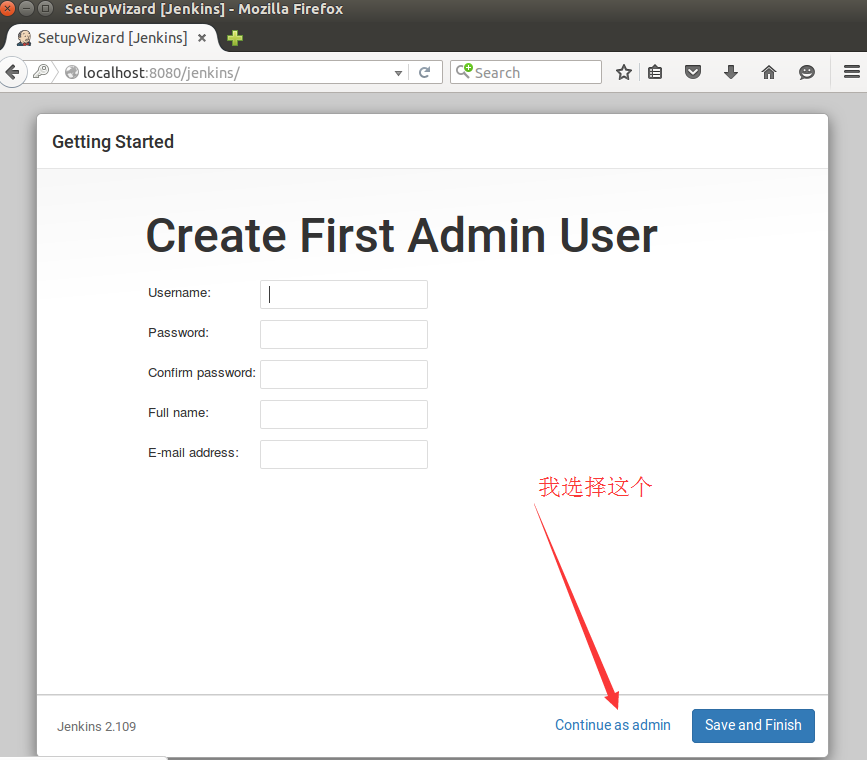 SetupWizard [Jenkins] - Mozilla Firefox
SetupWizard [Jenkins]
localhost:8080/jenkins/
Search
Getting Started
Create First Admin User
Username:
Password:
Confirm password:
Full name:
E-mail address:
我选择这个
Jenkins 2.109
Continue as admin
Save and Finish